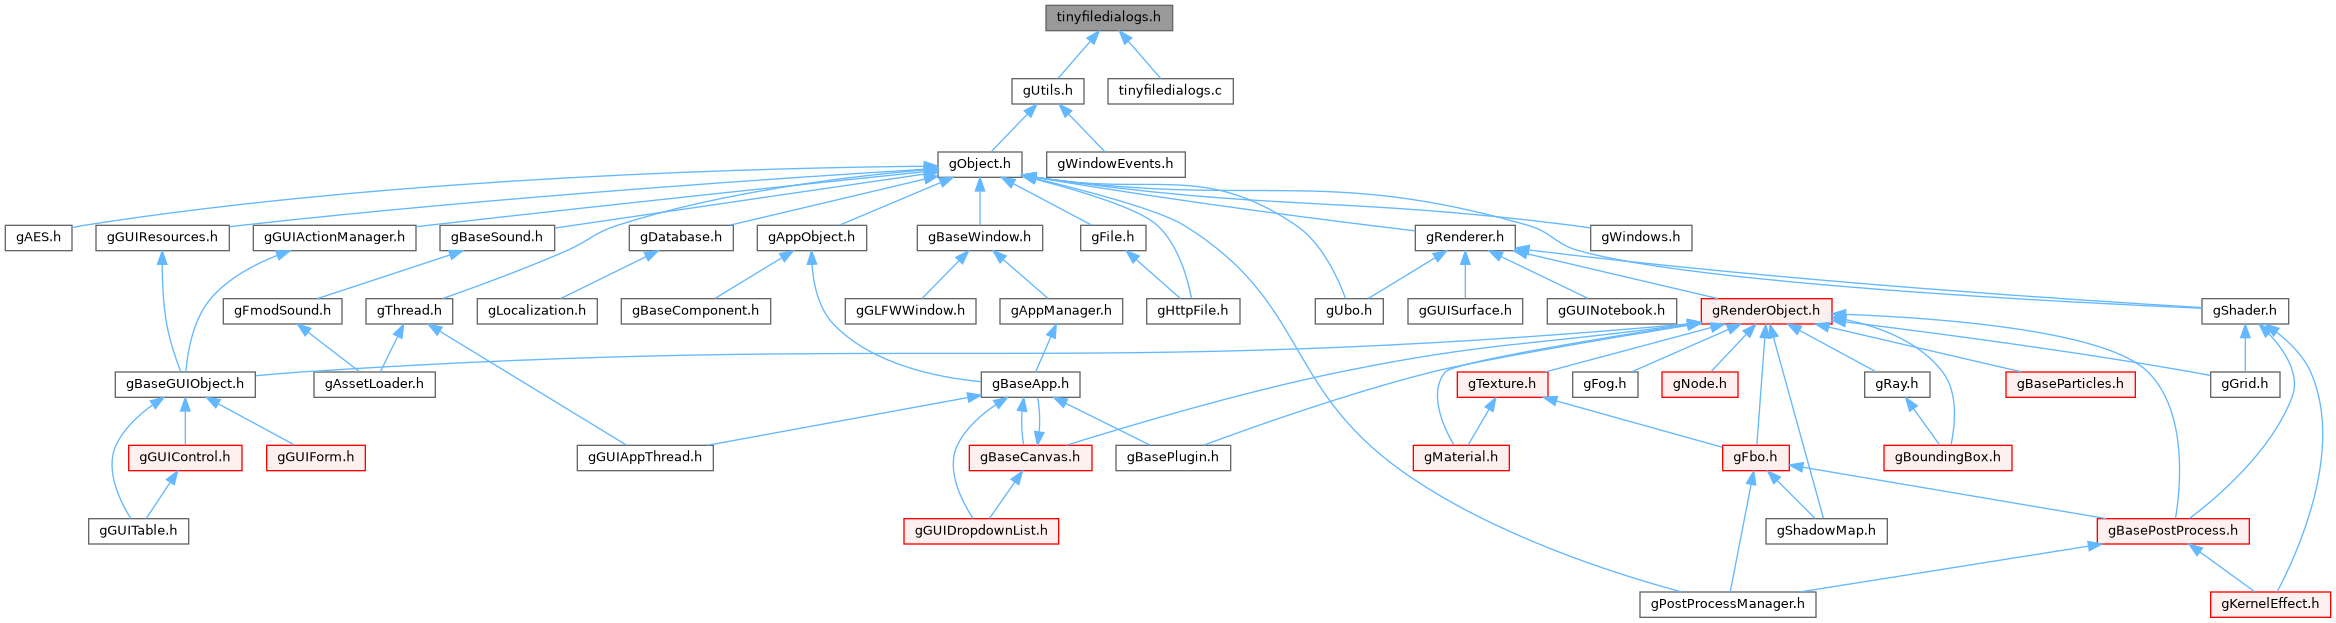 tinyfiledialogs.h
gUtils.h
tinyfiledialogs.c
gObject.h
gWindowEvents.h
gAES.h
gGUIResources.h
gGUIActionManager.h
gBaseSound.h
gDatabase.h
gAppObject.h
gBaseWindow.h
gFile.h
gRenderer.h
gWindows.h
gFmodSound.h
gThread.h
gLocalization.h
gBaseComponent.h
gGLFWWindow.h
gAppManager.h
gHttpFile.h
gUbo.h
gGUISurface.h
gGUINotebook.h
gRenderObject.h
gShader.h
gBaseGUIObject.h
gAssetLoader.h
gBaseApp.h
gTexture.h
gFog.h
gNode.h
gRay.h
gBaseParticles.h
gGrid.h
gGUIControl.h
gGUIForm.h
gGUIAppThread.h
gBaseCanvas.h
gBasePlugin.h
gMaterial.h
gFbo.h
gBoundingBox.h
gGUITable.h
gGUIDropdownList.h
gShadowMap.h
gBasePostProcess.h
gPostProcessManager.h
gKernelEffect.h